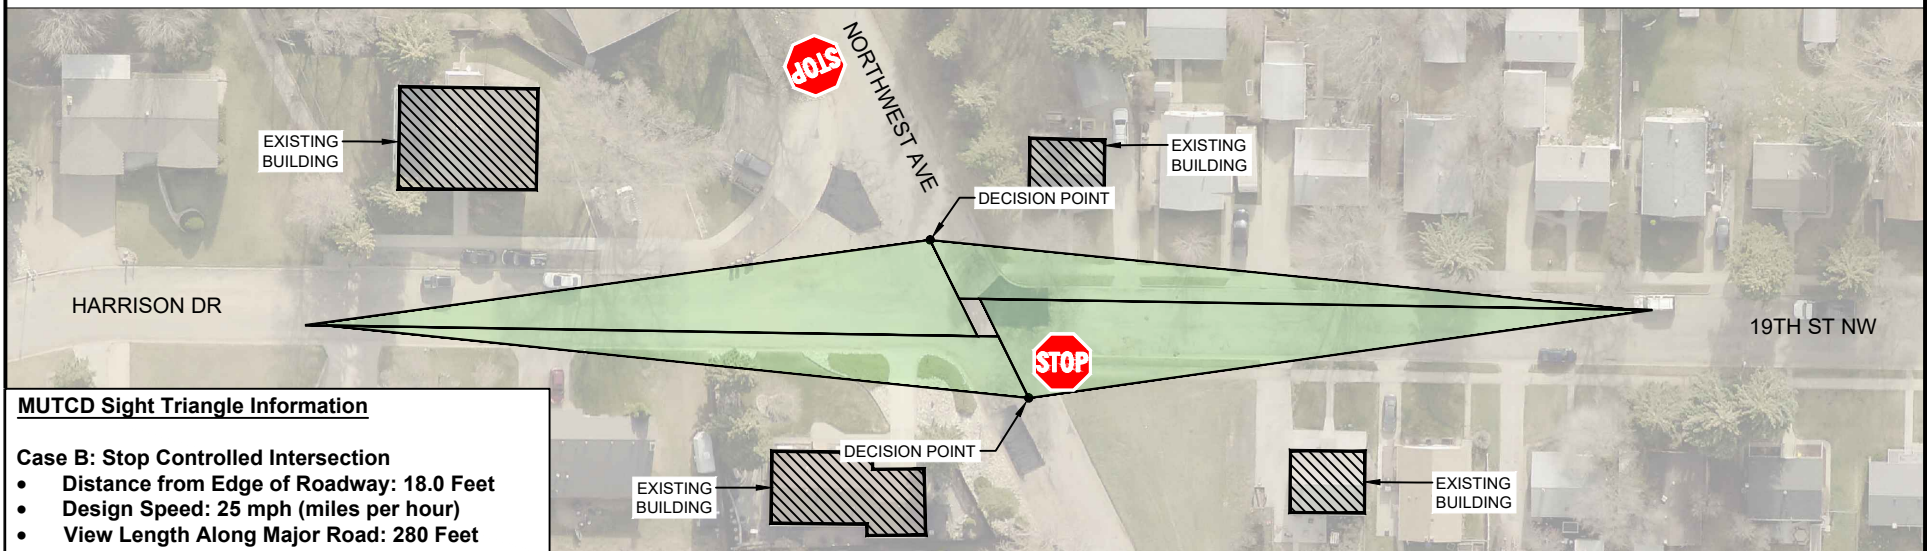 STOP
NORTHWEST AVE
EXISTING
BUILDING
EXISTING
BUILDING
DECISION POINT
HARRISON DR
19TH ST NW
STOP
MUTCD Sight Triangle Information
Case B: Stop Controlled Intersection
• Distance from Edge of Roadway: 18.0 Feet
• Design Speed: 25 mph (miles per hour)
• View Length Along Major Road: 280 Feet
DECISION POINT
EXISTING
BUILDING
EXISTING
BUILDING